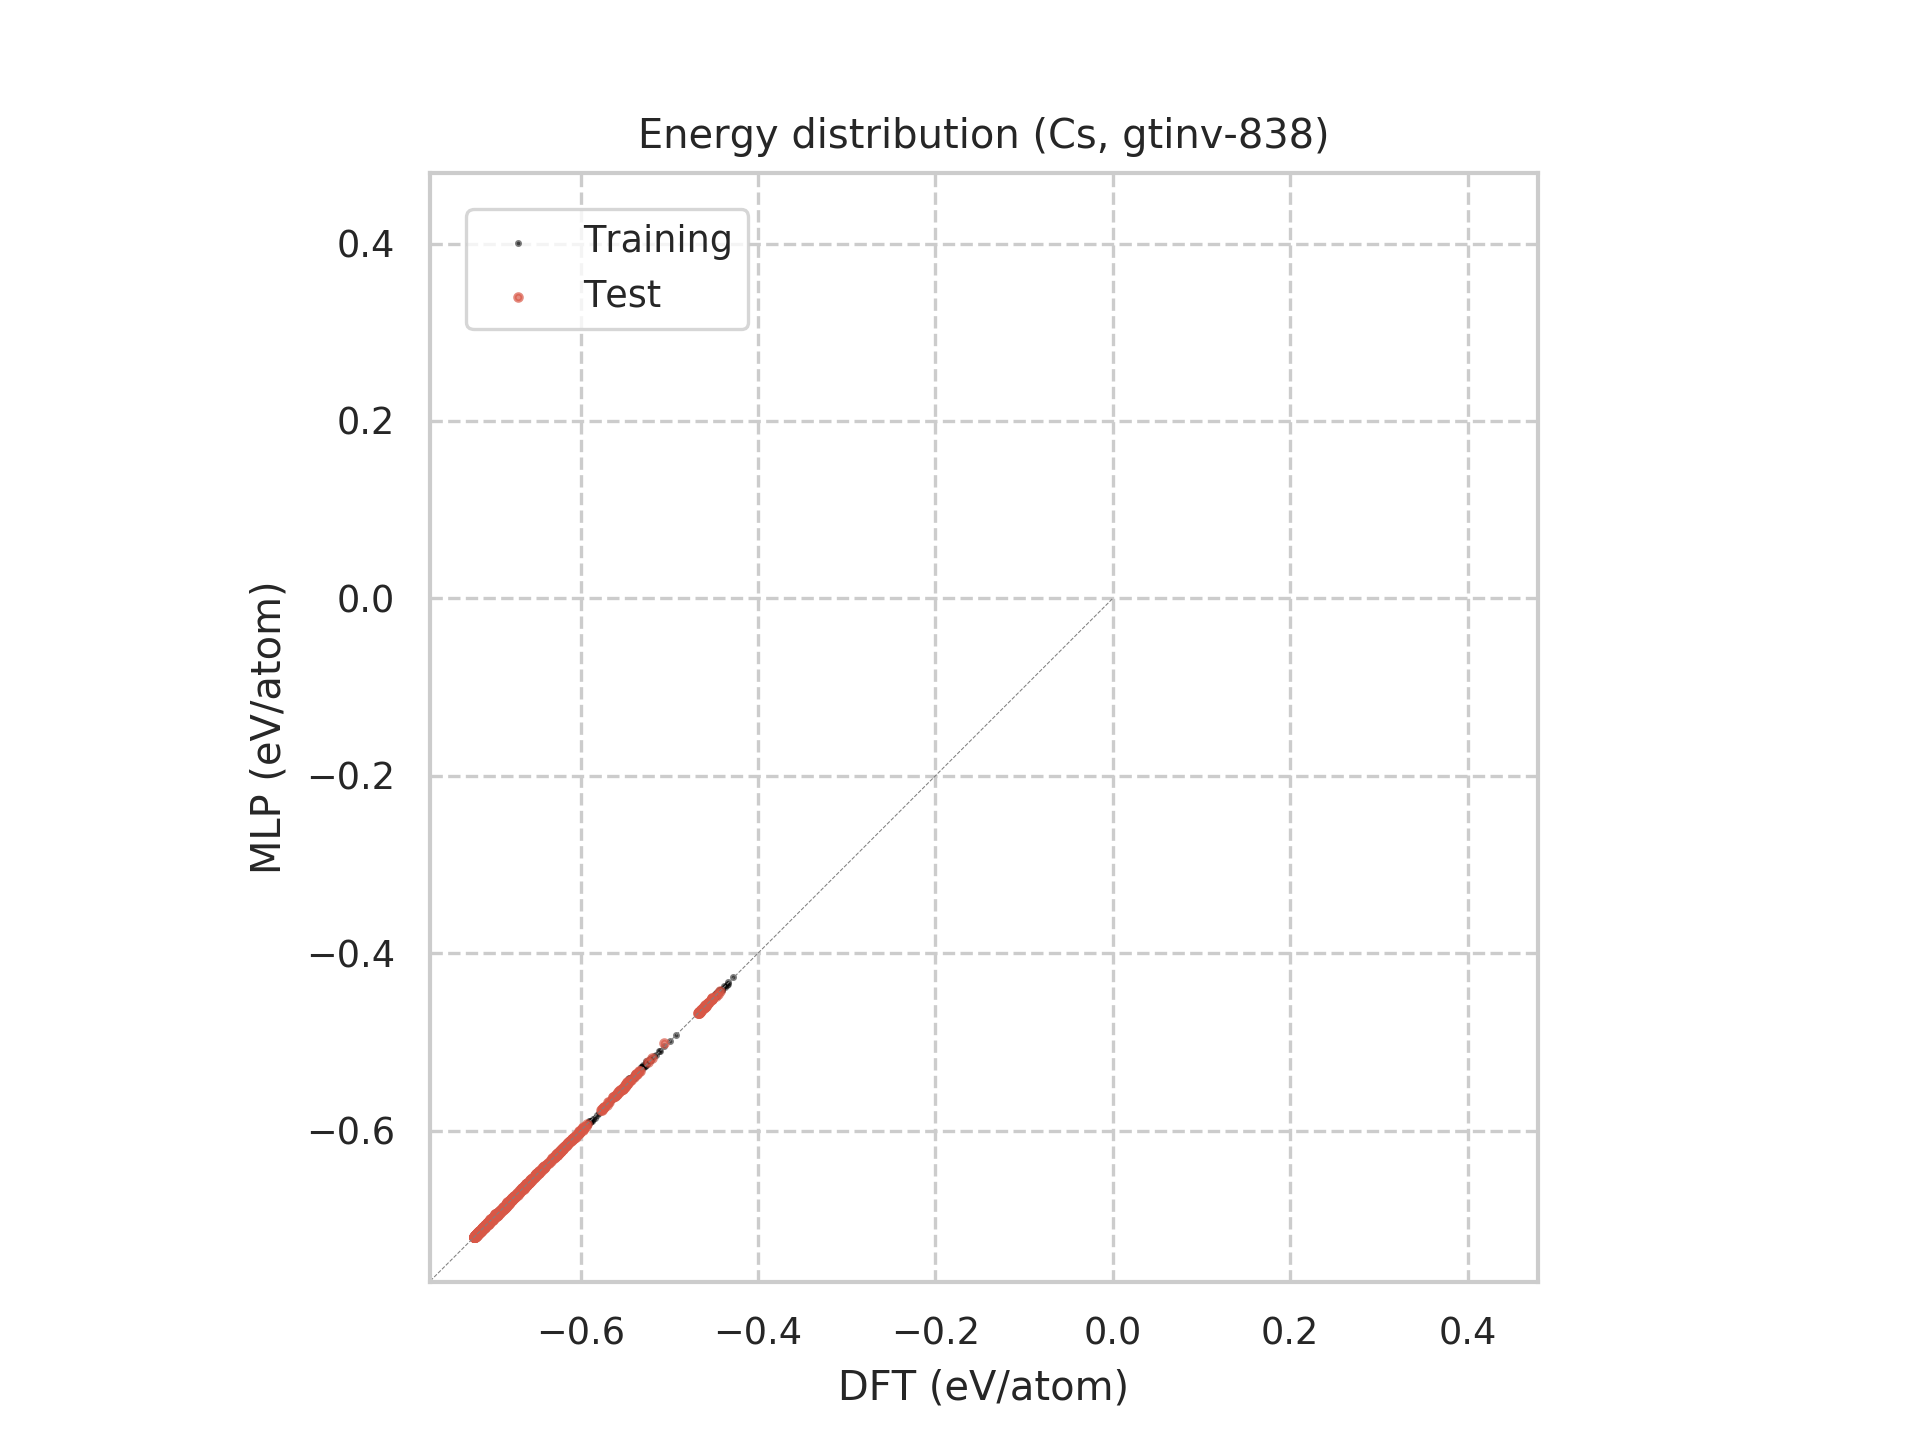 Energy distribution (Cs, gtinv-838)
Training
Test
0.4
0.2
0.0
−0.2
−0.4
−0.6
MLP (eV/atom)
−0.6 −0.4 −0.2 0.0 0.2 0.4
DFT (eV/atom)